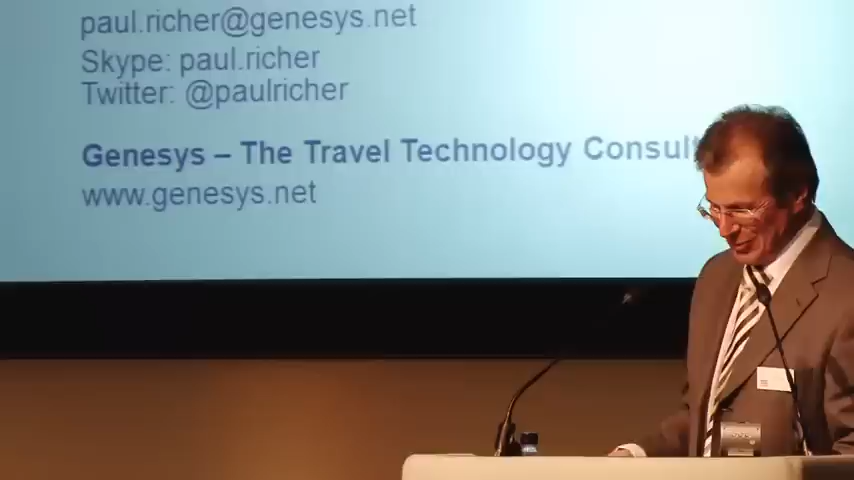 paul.richer@genesys.net
Skype: paul.richer
Twitter: @paulricher
Genesys – The Travel Technology Consult
www.genesys.net